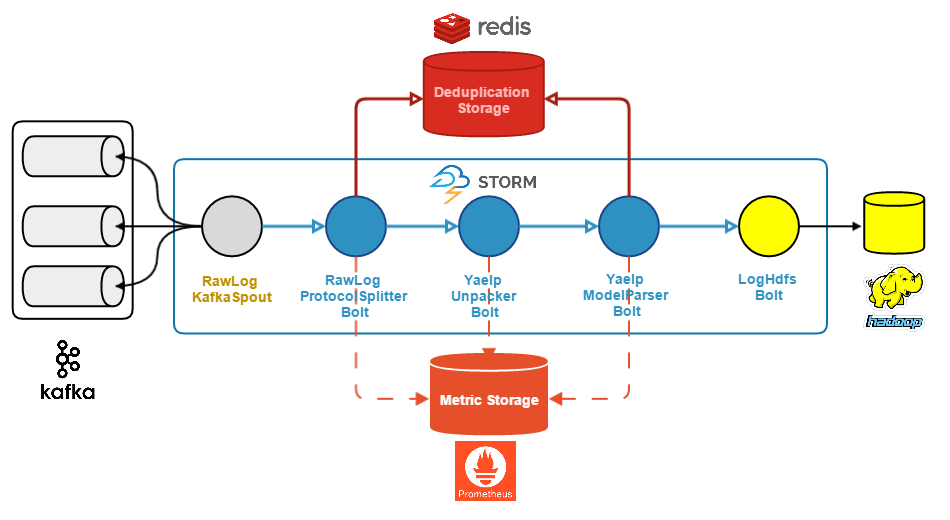 redis
Deduplication
Storage
STORM
RawLog
KafkaSpout
RawLog
ProtocolSplitter
Bolt
Yaelp
Unpacker
Bolt
Yaelp
ModelParser
Bolt
LogHdfs
Bolt
hadoop
kafka
Metric Storage
Prometheus